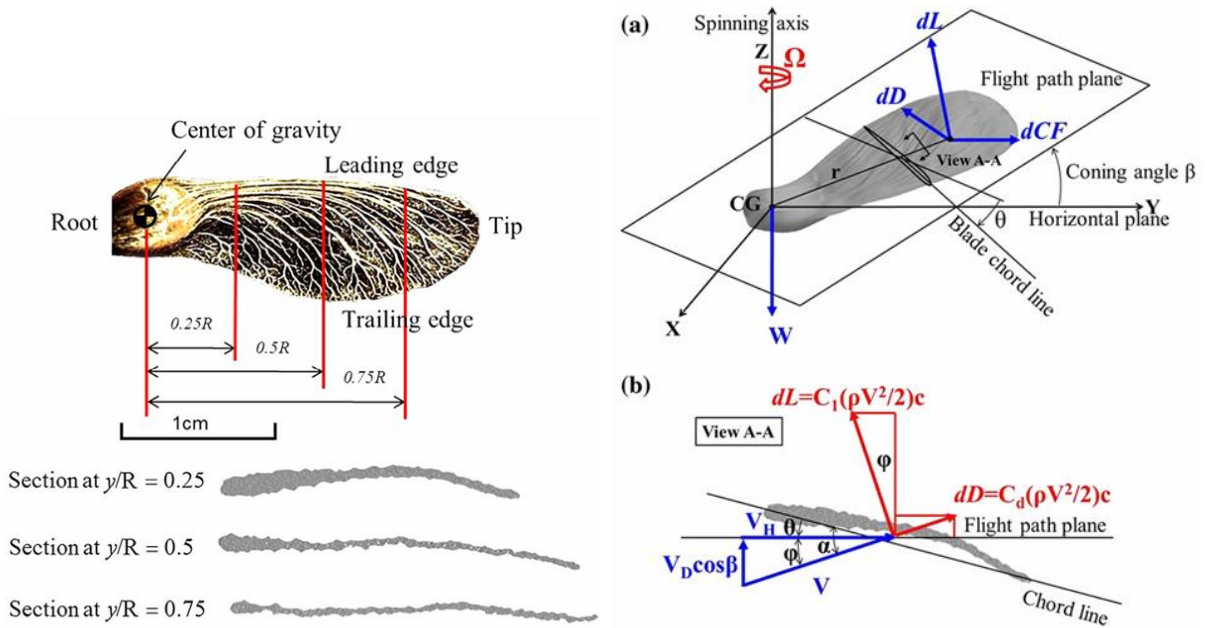 Center of gravity
Leading edge
Root
Tip
Trailing edge
0.25R
0.5R
0.75R
1cm
Section at y/R = 0.25
Section at y/R = 0.5
Section at y/R = 0.75
(a)
Spinning axis
Z
Ω
dL
Flight path plane
dD
dCF
View A-A
r
Coning angle β
CG
Y
Horizontal plane
θ
Blade chord line
X
W
(b)
dL=C₁(ρV²/2)c
View A-A
φ
dD=C_d(ρV²/2)c
Flight path plane
V_H
θ
α
φ
V_Dcosβ
V
Chord line